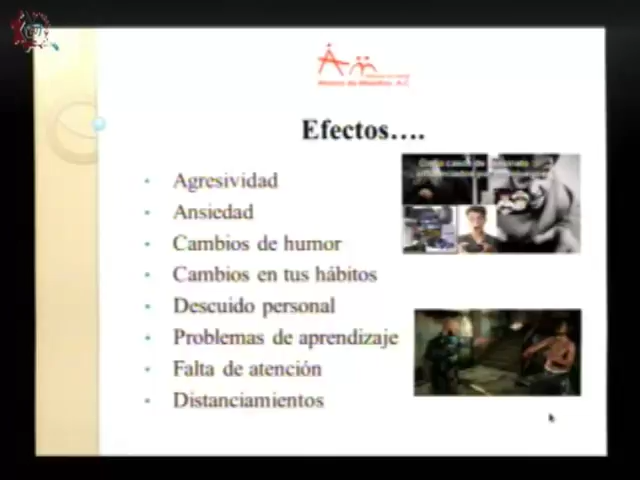 Efectos….
• Agresividad
• Ansiedad
• Cambios de humor
• Cambios en tus hábitos
• Descuido personal
• Problemas de aprendizaje
• Falta de atención
• Distanciamientos